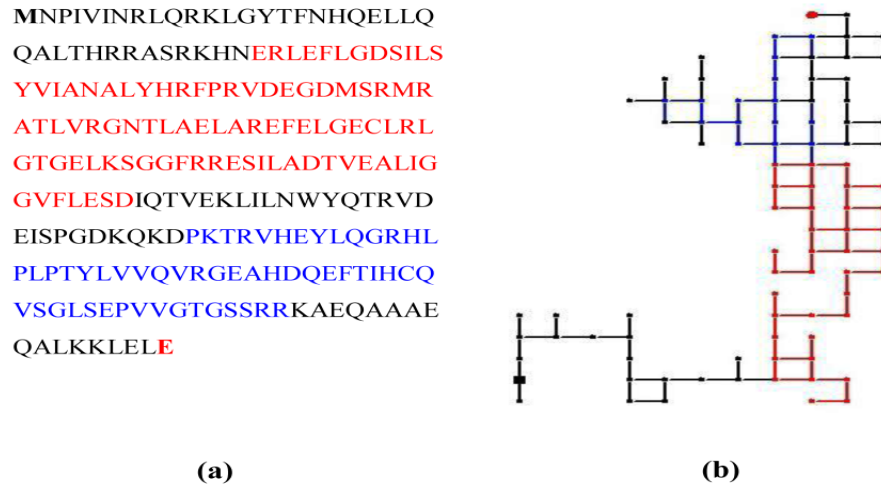 MNPIVINRLQRKLGYTFNHQELLQ
QALTHRRASRKHNERLEFLGDSILS
YVIANALYHRFPRVDEGDMSRMR
ATLVRGNTLAELAREFELGECLRL
GTGELKSGGFRRESILADTVEALIG
GVFLESDIQTVEKLILNWYQTRVD
EISPGDKQKDPKTRVHEYLQGRHL
PLPTYLVVQVRGEAHDQEFTIHCQ
VSGLSEPVVGTGSSRRKAEQAAAE
QALKKLELE
(a)
(b)